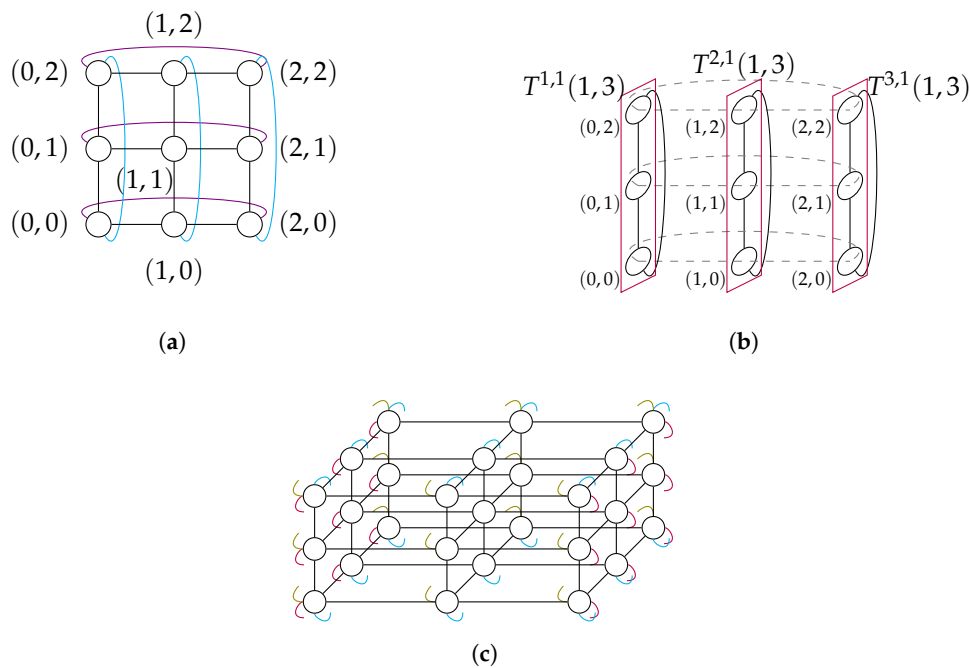 (1, 2)
(0, 2) (2, 2)
(0, 1) (2, 1)
(1, 1)
(0, 0) (2, 0)
(1, 0)
(a)
T^{1,1}(1, 3) T^{2,1}(1, 3) T^{3,1}(1, 3)
(0, 2) (1, 2) (2, 2)
(0, 1) (1, 1) (2, 1)
(0, 0) (1, 0) (2, 0)
(b)
(c)